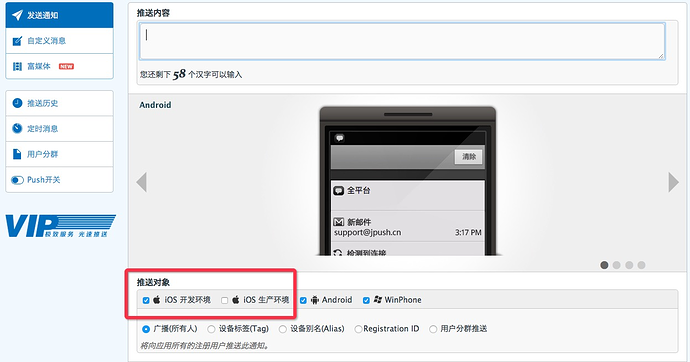 发送通知
自定义消息
富媒体 NEW
推送历史
定时消息
用户分群
Push开关
VIP 极致服务 光速推送
推送内容
您还剩下 58 个汉字可以输入
Android
清除
全平台
新邮件
support@jpush.cn 3:17 PM
检测到连接
推送对象
iOS 开发环境 iOS 生产环境 Android WinPhone
广播(所有人) 设备标签(Tag) 设备别名(Alias) Registration ID 用户分群推送
将向应用所有的注册用户推送此通知。